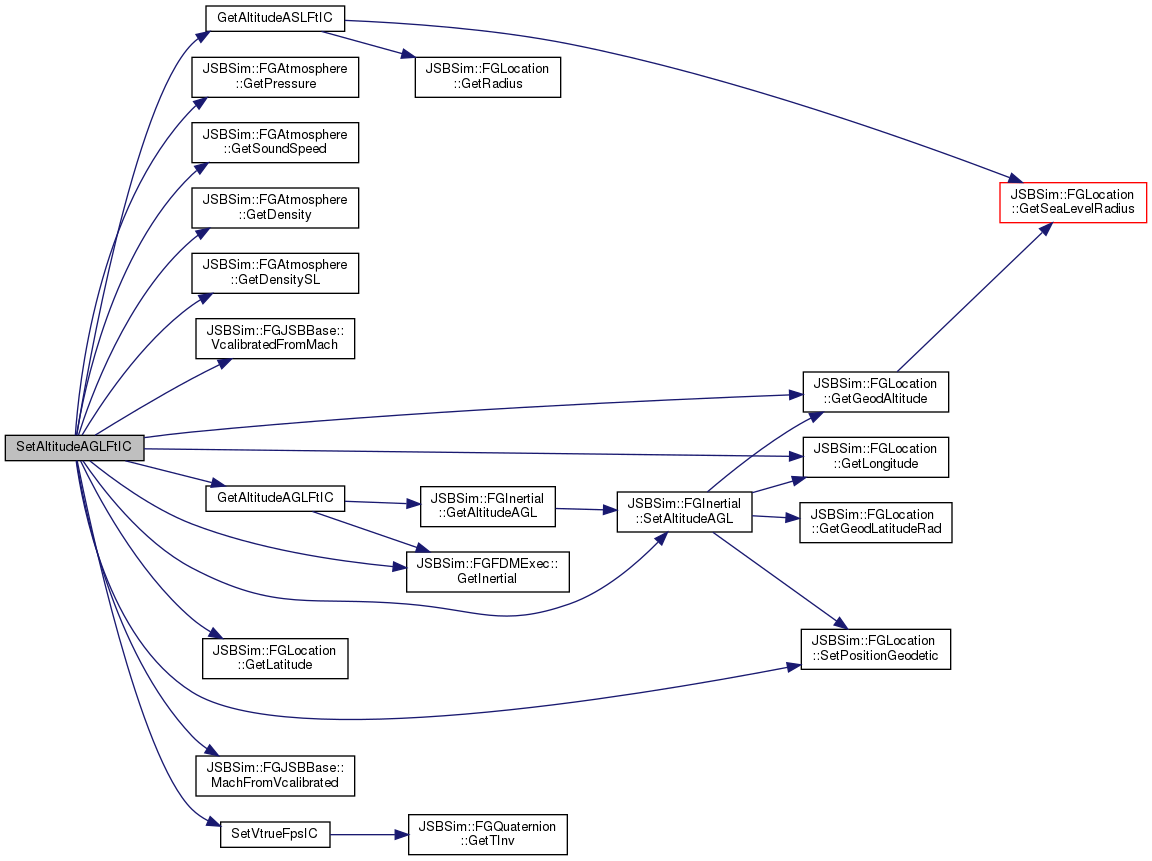 GetAltitudeASLFtIC
JSBSim::FGLocation
::GetRadius
JSBSim::FGAtmosphere
::GetPressure
JSBSim::FGAtmosphere
::GetSoundSpeed
JSBSim::FGAtmosphere
::GetDensity
JSBSim::FGLocation
::GetSeaLevelRadius
JSBSim::FGAtmosphere
::GetDensitySL
JSBSim::FGJSBBase::
VcalibratedFromMach
JSBSim::FGLocation
::GetGeodAltitude
SetAltitudeAGLFtIC
JSBSim::FGLocation
::GetLongitude
GetAltitudeAGLFtIC
JSBSim::FGInertial
::GetAltitudeAGL
JSBSim::FGInertial
::SetAltitudeAGL
JSBSim::FGLocation
::GetGeodLatitudeRad
JSBSim::FGFDMExec::
GetInertial
JSBSim::FGLocation
::GetLatitude
JSBSim::FGLocation
::SetPositionGeodetic
JSBSim::FGJSBBase::
MachFromVcalibrated
SetVtrueFpsIC
JSBSim::FGQuaternion
::GetTInv